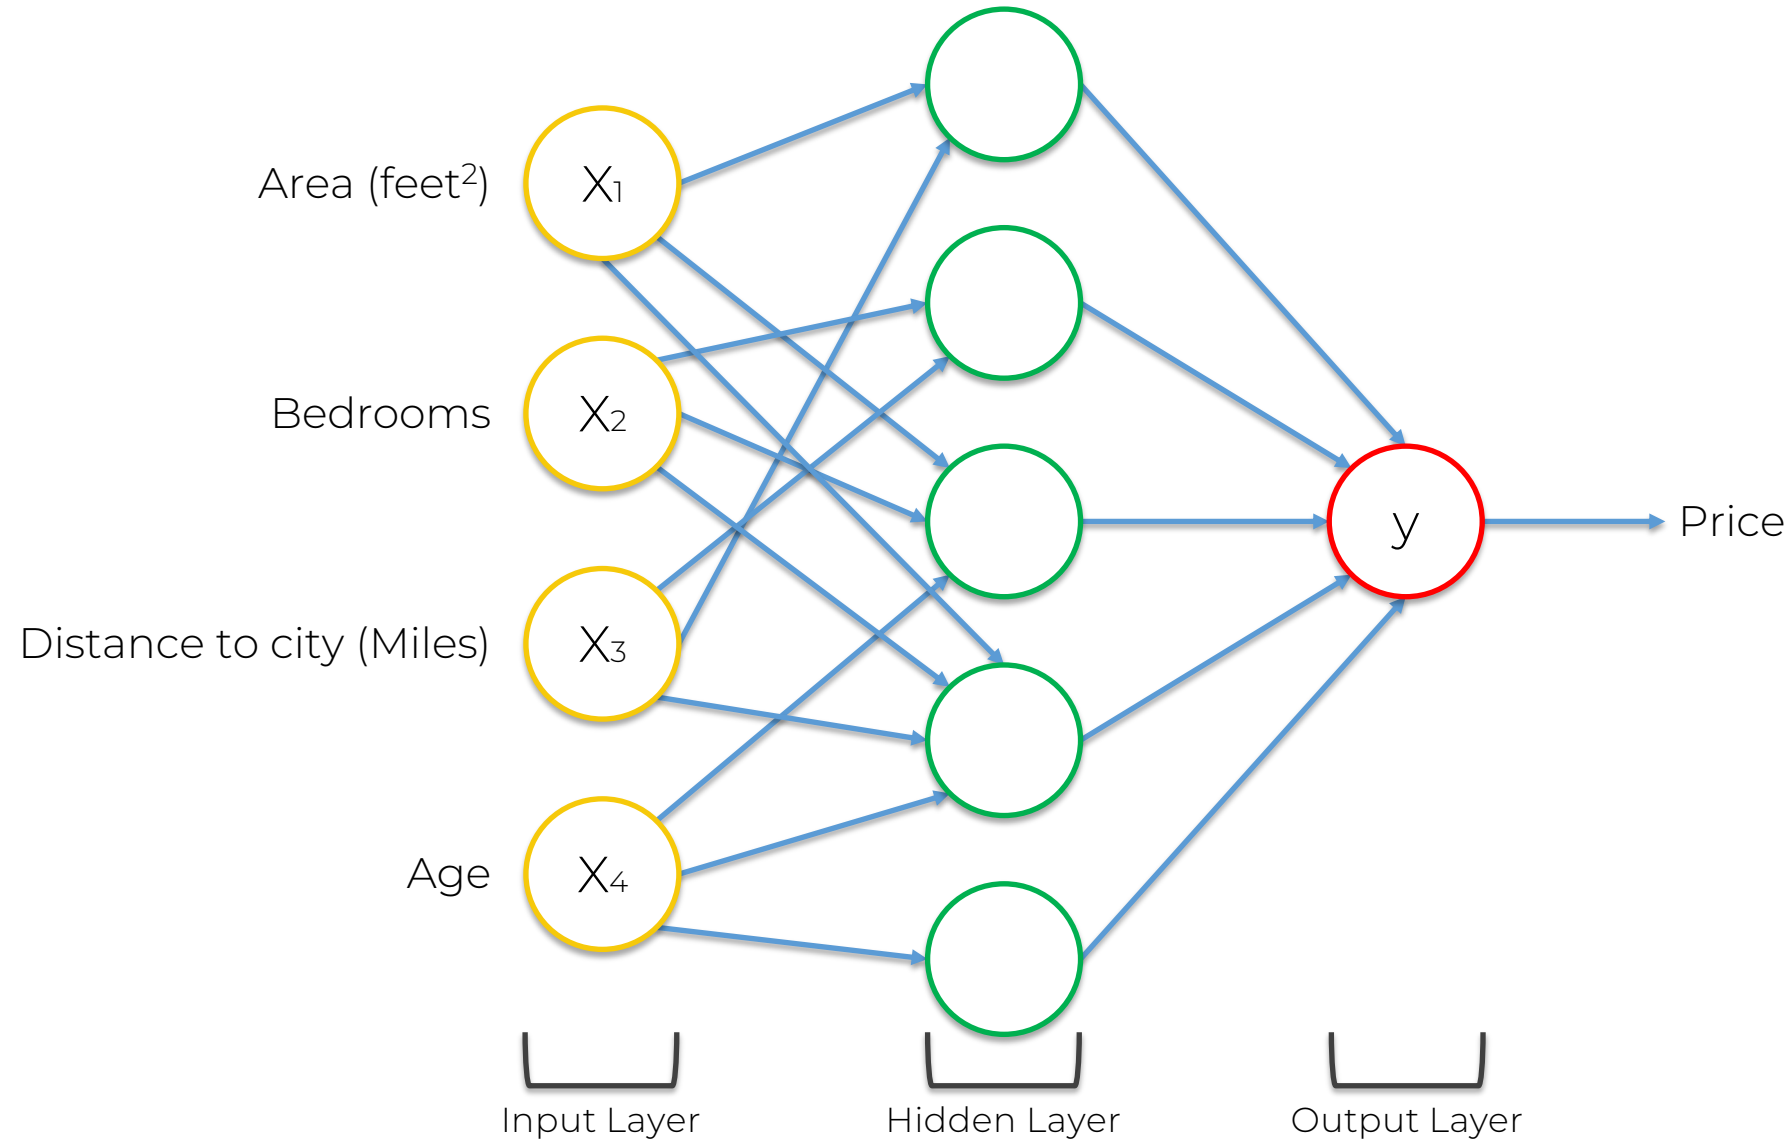 Area (feet²)
X₁
Bedrooms
X₂
Distance to city (Miles)
X₃
Age
X₄
y
Price
Input Layer
Hidden Layer
Output Layer